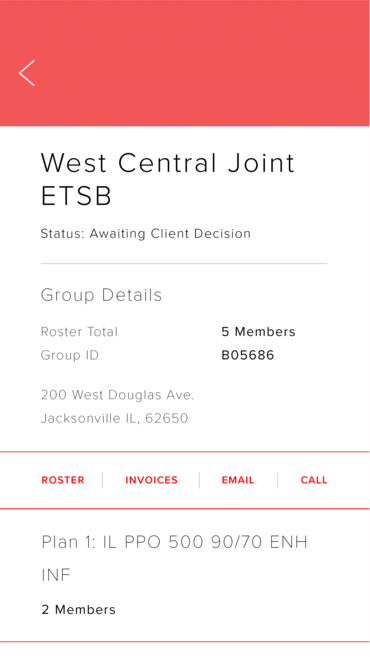 West Central Joint
ETSB
Status: Awaiting Client Decision
Group Details
Roster Total 5 Members
Group ID B05686
200 West Douglas Ave.
Jacksonville IL, 62650
ROSTER INVOICES EMAIL CALL
Plan 1: IL PPO 500 90/70 ENH
INF
2 Members